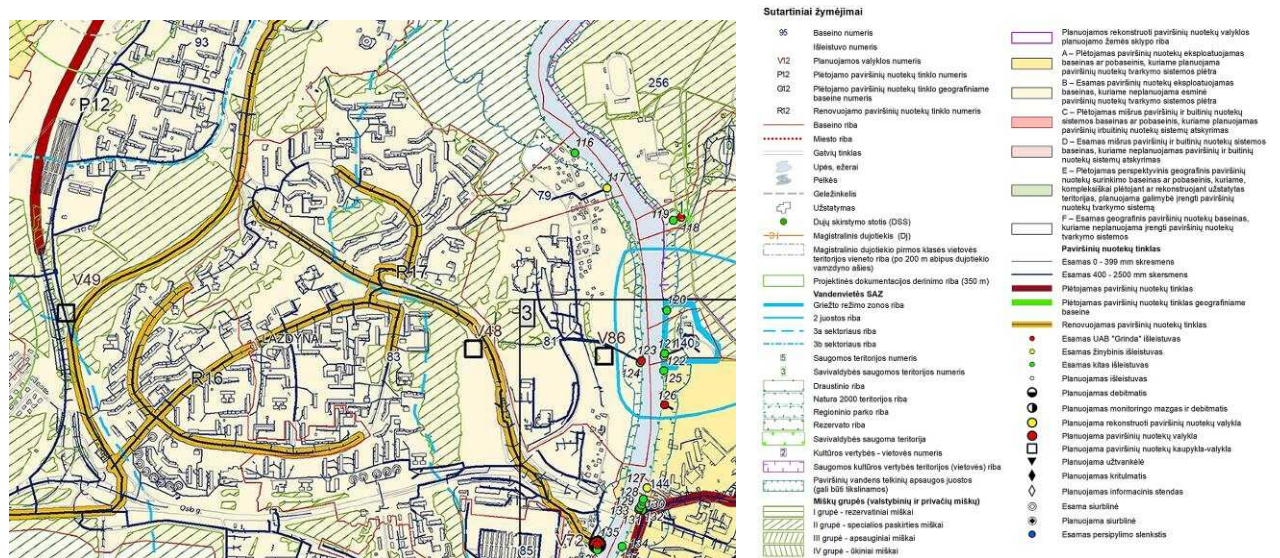 93
P12
256
116
117
79
119
118
V49
R17
120
3
V48
V86
81
121
140
123
122
124
125
LAZDYNAI
83
R16
126
127
144
128
130
133
132
131
135
V72
134
85
Sutartiniai žymėjimai
95 Baseino numeris
Išleistuvo numeris
V12 Planuojamos valyklos numeris
P12 Plėtojamo paviršinių nuotekų tinklo numeris
G12 Plėtojamo paviršinių nuotekų tinklo geografiniame
baseine numeris
R12 Renovuojamo paviršinių nuotekų tinklo numeris
Baseino riba
Miesto riba
Gatvių tinklas
Upės, ežerai
Pelkės
Geležinkelis
Užstatymas
Dujų skirstymo stotis (DSS)
Magistralinis dujotiekis (Dj)
Magistralinio dujotiekio pirmos klasės vietovės
teritorijos vieneto riba (po 200 m abipus dujotiekio
vamzdyno ašies)
Projektinės dokumentacijos derinimo riba (350 m)
Vandenvietės SAZ
Griežto režimo zonos riba
2 juostos riba
3a sektoriaus riba
3b sektoriaus riba
Saugomos teritorijos numeris
3 Savivaldybės saugomos teritorijos numeris
Draustinio riba
Natura 2000 teritorijos riba
Regioninio parko riba
Rezervato riba
Savivaldybės saugoma teritorija
2 Kultūros vertybės - vietovės numeris
Saugomos kultūros vertybės teritorijos (vietovės) riba
Paviršinių vandens telkinių apsaugos juostos
(gali būti tikslinamos)
Miškų grupės (valstybinių ir privačių miškų)
I grupė - rezervatiniai miškai
II grupė - specialios paskirties miškai
III grupė - apsauginiai miškai
IV grupė - ūkiniai miškai
Planuojamos rekonstruoti paviršinių nuotekų valyklos
planuojamo žemės sklypo riba
A – Plėtojamas paviršinių nuotekų eksploatuojamas
baseinas ar pobaseinis, kuriame planuojama
paviršinių nuotekų tvarkymo sistemos plėtra
B – Esamas paviršinių nuotekų eksploatuojamas
baseinas, kuriame neplanuojama esminė
paviršinių nuotekų tvarkymo sistemos plėtra
C – Plėtojamas mišrus paviršinių ir buitinių nuotekų
sistemos baseinas ar pobaseinis, kuriame planuojamas
paviršinių irbuitinių nuotekų sistemų atskyrimas
D – Esamas mišrus paviršinių ir buitinių nuotekų sistemos
baseinas, kuriame neplanuojamas paviršinių ir buitinių
nuotekų sistemų atskyrimas
E – Plėtojamas perspektyvinis geografinis paviršinių
nuotekų surinkimo baseinas ar pobaseinis, kuriame,
kompleksiškai plėtojant ar rekonstruojant užstatytas
teritorijas, planuojama galimybė įrengti paviršinių
nuotekų tvarkymo sistemą
F – Esamas geografinis paviršinių nuotekų baseinas,
kuriame neplanuojama įrengti paviršinių nuotekų
tvarkymo sistemos
Paviršinių nuotekų tinklas
Esamas 0 - 399 mm skresmens
Esamas 400 - 2500 mm skersmens
Plėtojamas paviršinių nuotekų tinklas
Plėtojamas paviršinių nuotekų tinklas geografiniame
baseine
Renovuojamas paviršinių nuotekų tinklas
Esamas UAB "Grinda" išleistuvas
Esamas žinybinis išleistuvas
Esamas kitas išleistuvas
Planuojamas išleistuvas
Planuojamas debitmatis
Planuojamas monitoringo mazgas ir debitmatis
Planuojama rekonstruoti paviršinių nuotekų valykla
Planuojama paviršinių nuotekų valykla
Planuojama paviršinių nuotekų kaupykla-valykla
Planuojama užtvankėlė
Planuojamas kritulmatis
Planuojamas informacinis stendas
Esama siurblinė
Planuojama siurblinė
Esamas persipylimo slenkstis